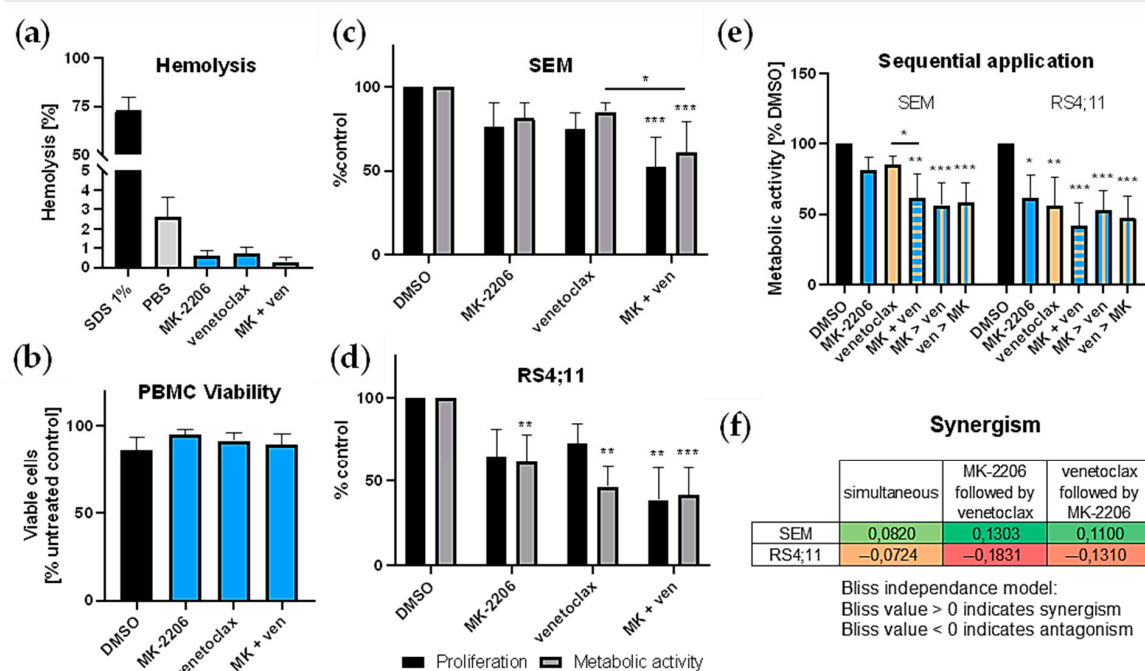 (a)
Hemolysis
Hemolysis [%]
100
75
50
5
4
3
2
1
0
SDS 1%
PBS
MK-2206
venetoclax
MK + ven
(b)
PBMC Viability
Viable cells
[% untreated control]
100
50
0
DMSO
MK-2206
venetoclax
MK + ven
(c)
SEM
%control
100
50
0
*
***
***
DMSO
MK-2206
venetoclax
MK + ven
(d)
RS4;11
% control
100
50
0
**
**
**
***
DMSO
MK-2206
venetoclax
MK + ven
Proliferation
Metabolic activity
(e)
Sequential application
Metabolic activity [% DMSO]
150
100
50
0
SEM
RS4;11
*
**
***
***
*
**
***
***
***
DMSO
MK-2206
venetoclax
MK + ven
MK > ven
ven > MK
DMSO
MK-2206
venetoclax
MK + ven
MK > ven
ven > MK
(f)
Synergism
simultaneous
MK-2206
followed by
venetoclax
venetoclax
followed by
MK-2206
SEM 0,0820 0,1303 0,1100
RS4;11 –0,0724 –0,1831 –0,1310
Bliss independance model:
Bliss value > 0 indicates synergism
Bliss value < 0 indicates antagonism